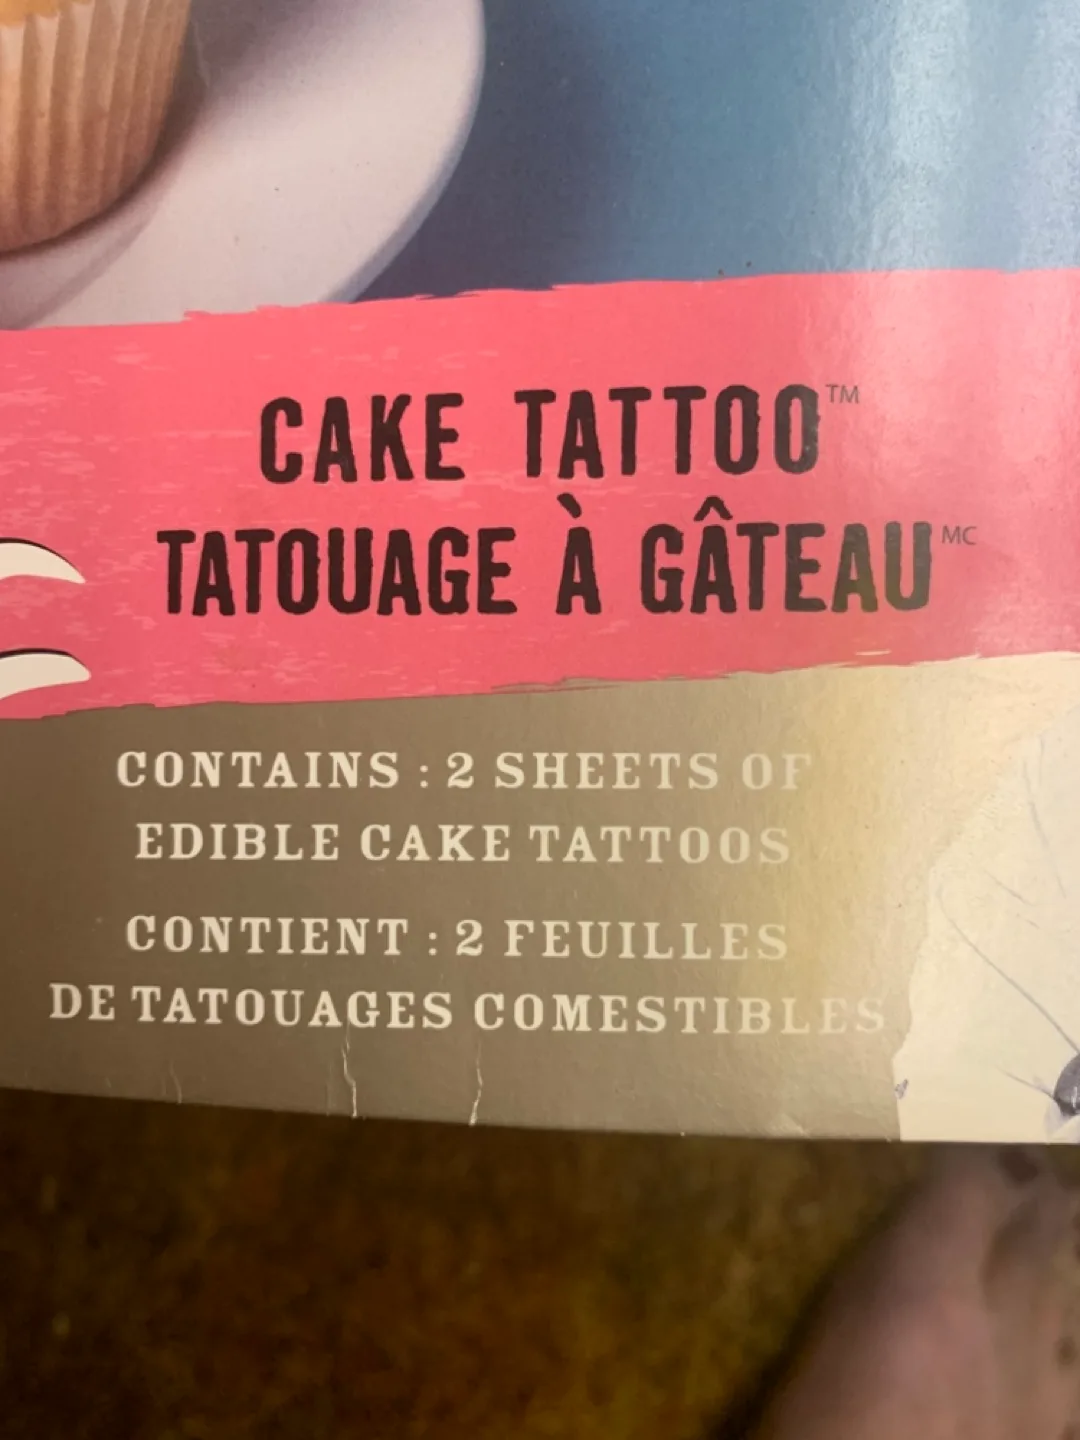 CAKE TATTOO™
TATOUAGE À GÂTEAU MC
CONTAINS : 2 SHEETS OF
EDIBLE CAKE TATTOOS
CONTIENT : 2 FEUILLES
DE TATOUAGES COMESTIBLES